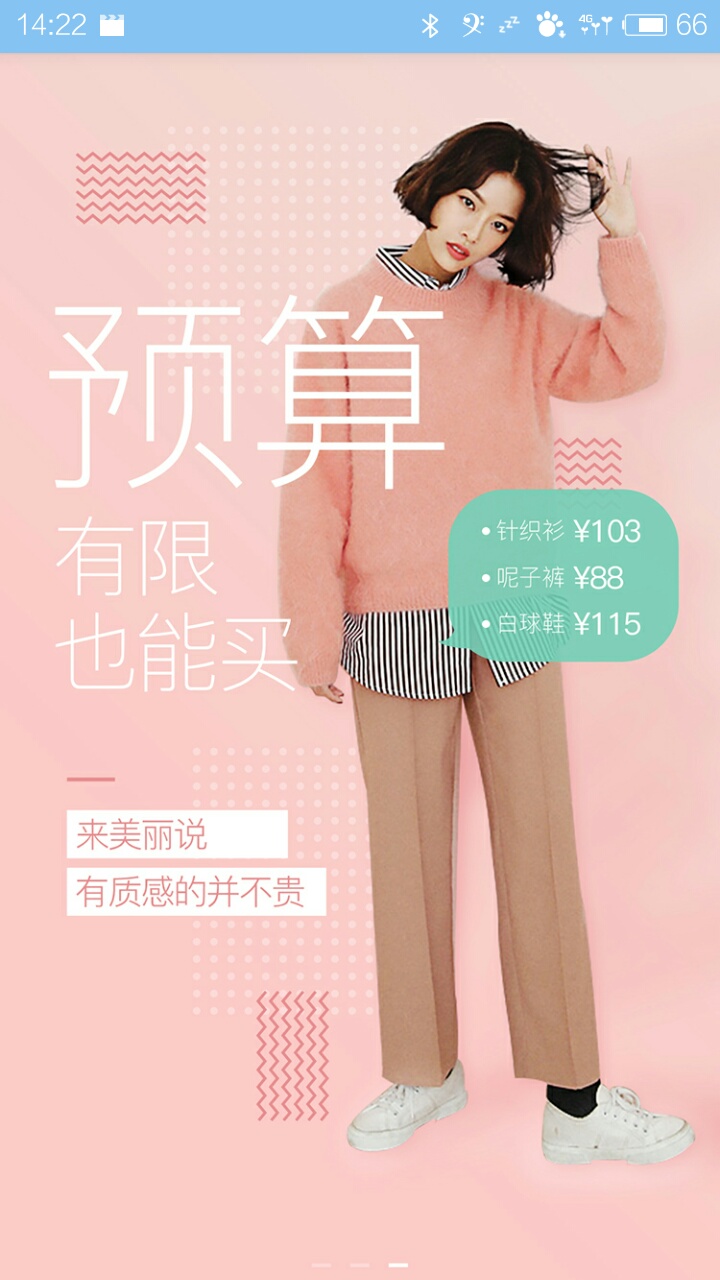 14:22
4G
66
预算
有限
也能买
• 针织衫 ¥103
• 呢子裤 ¥88
• 白球鞋 ¥115
来美丽说
有质感的并不贵